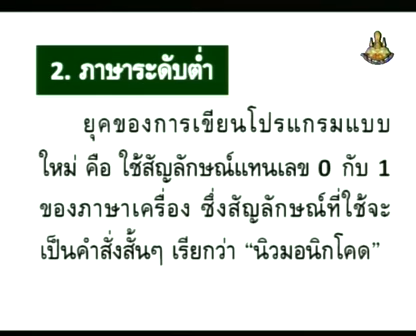 2. ภาษาระดับต่ำ
ยุคของการเขียนโปรแกรมแบบ
ใหม่ คือ ใช้สัญลักษณ์แทนเลข 0 กับ 1
ของภาษาเครื่อง ซึ่งสัญลักษณ์ที่ใช้จะ
เป็นคำสั่งสั้นๆ เรียกว่า “นิวมอนิกโคด”